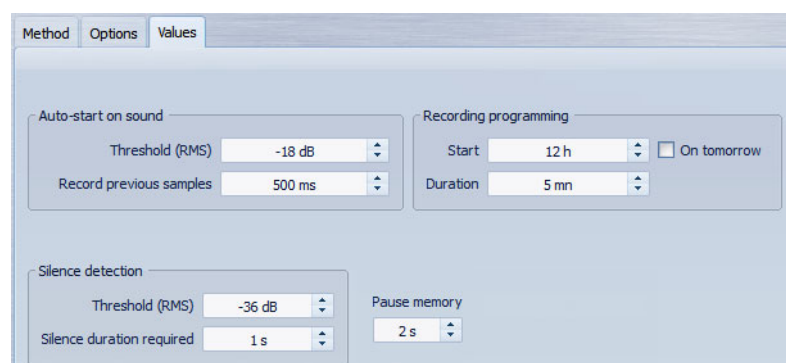 Method Options Values
Auto-start on sound
Threshold (RMS) -18 dB
Record previous samples 500 ms
Recording programming
Start 12 h On tomorrow
Duration 5 mn
Silence detection
Threshold (RMS) -36 dB
Silence duration required 1 s
Pause memory
2 s